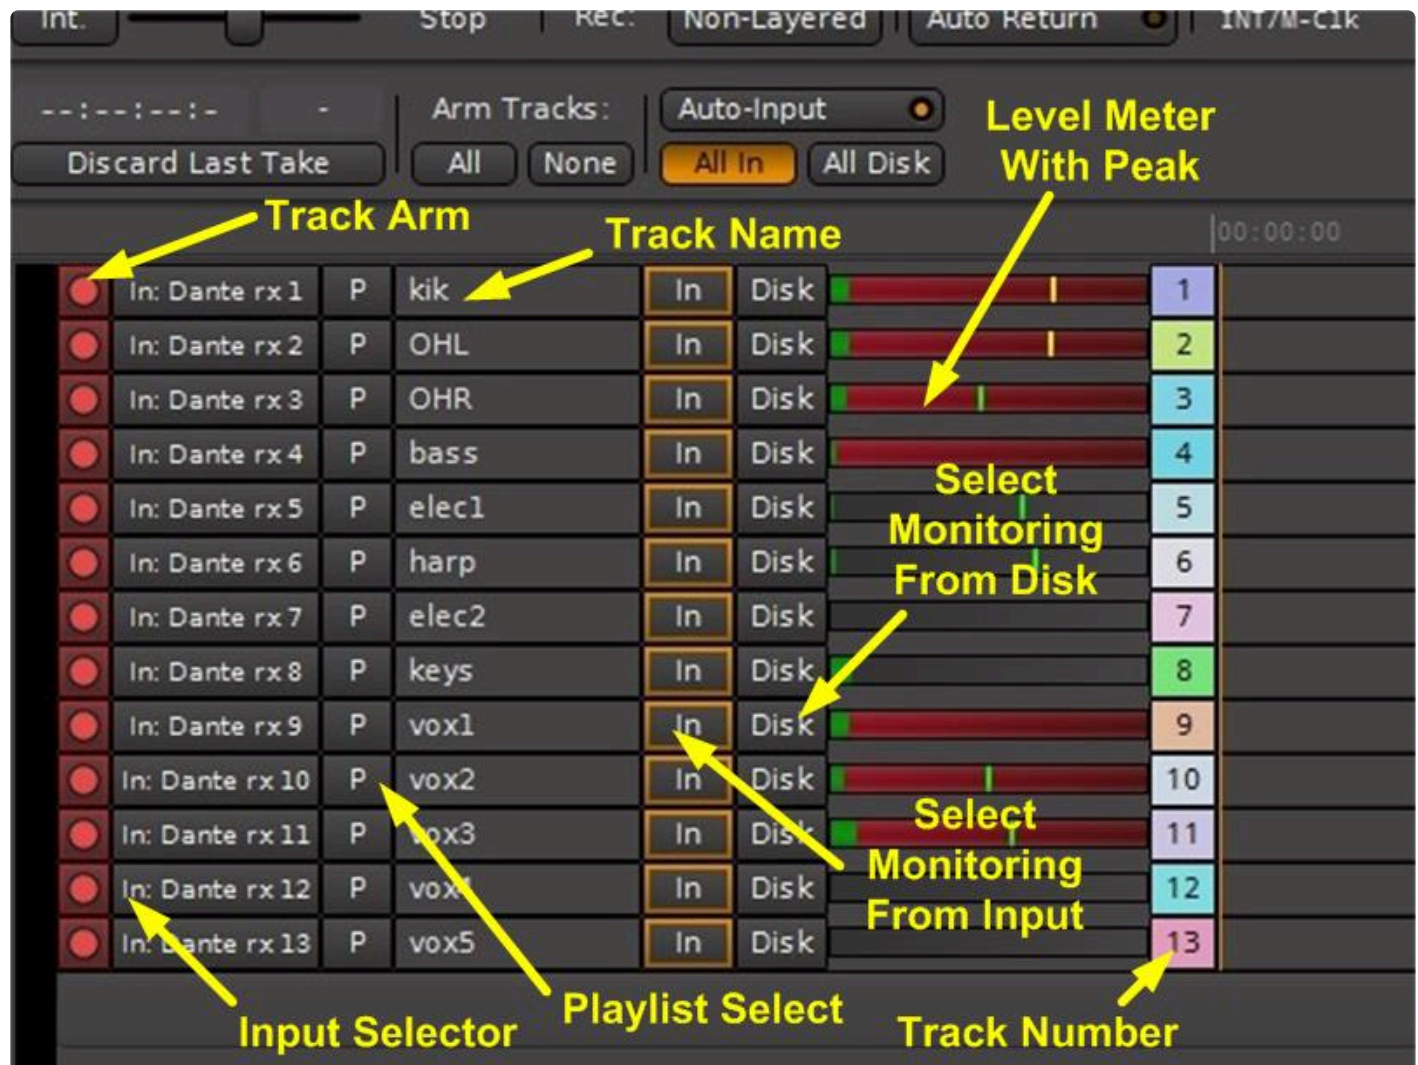 Int. Stop Rec: Non-Layered Auto Return INT/M-Clk
--:--:--:- - Arm Tracks: Auto-Input
Discard Last Take All None All In All Disk
Level Meter
With Peak
Track Arm
Track Name
00:00:00
In: Dante rx 1 P kik In Disk 1
In: Dante rx 2 P OHL In Disk 2
In: Dante rx 3 P OHR In Disk 3
In: Dante rx 4 P bass In Disk 4
In: Dante rx 5 P elec1 In Disk 5
In: Dante rx 6 P harp In Disk 6
In: Dante rx 7 P elec2 In Disk 7
In: Dante rx 8 P keys In Disk 8
In: Dante rx 9 P vox1 In Disk 9
In: Dante rx 10 P vox2 In Disk 10
In: Dante rx 11 P vox3 In Disk 11
In: Dante rx 12 P vox4 In Disk 12
In: Dante rx 13 P vox5 In Disk 13
Select
Monitoring
From Disk
Select
Monitoring
From Input
Input Selector
Playlist Select
Track Number